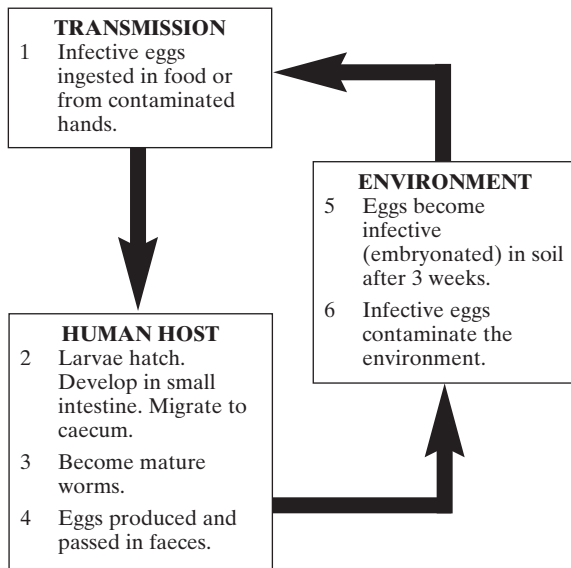 TRANSMISSION
1 Infective eggs
ingested in food or
from contaminated
hands.
HUMAN HOST
2 Larvae hatch.
Develop in small
intestine. Migrate to
caecum.
3 Become mature
worms.
4 Eggs produced and
passed in faeces.
ENVIRONMENT
5 Eggs become
infective
(embryonated) in soil
after 3 weeks.
6 Infective eggs
contaminate the
environment.